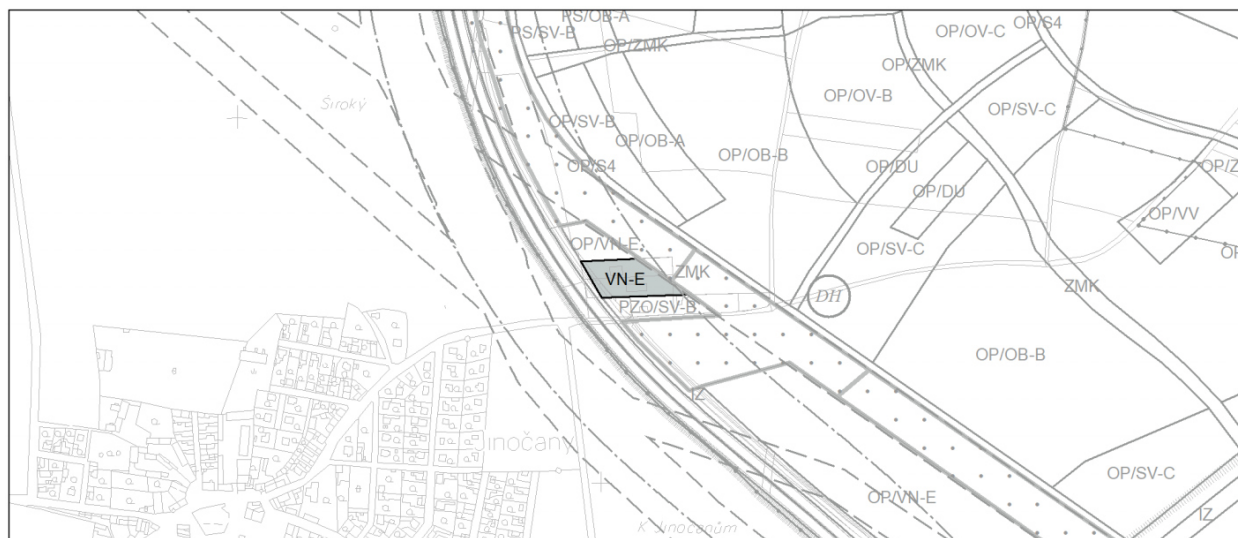 PS/OB-A
OP/OV-C
OP/S4
PS/SV-B
OP/ZMK
OP/ZMK
OP/OV-B
Široký
OP/SV-C
OP/SV-B
OP/OB-A
OP/OB-B
OP/S4
OP/DU
OP/Z
OP/DU
OP/VV
OP/VN-E
OP/SV-C
OP
VN-E
ZMK
ZMK
DH
PZO/SV-B
OP/OB-B
IZ
Jinočany
OP/SV-C
OP/VN-E
IZ
K Jinočanům